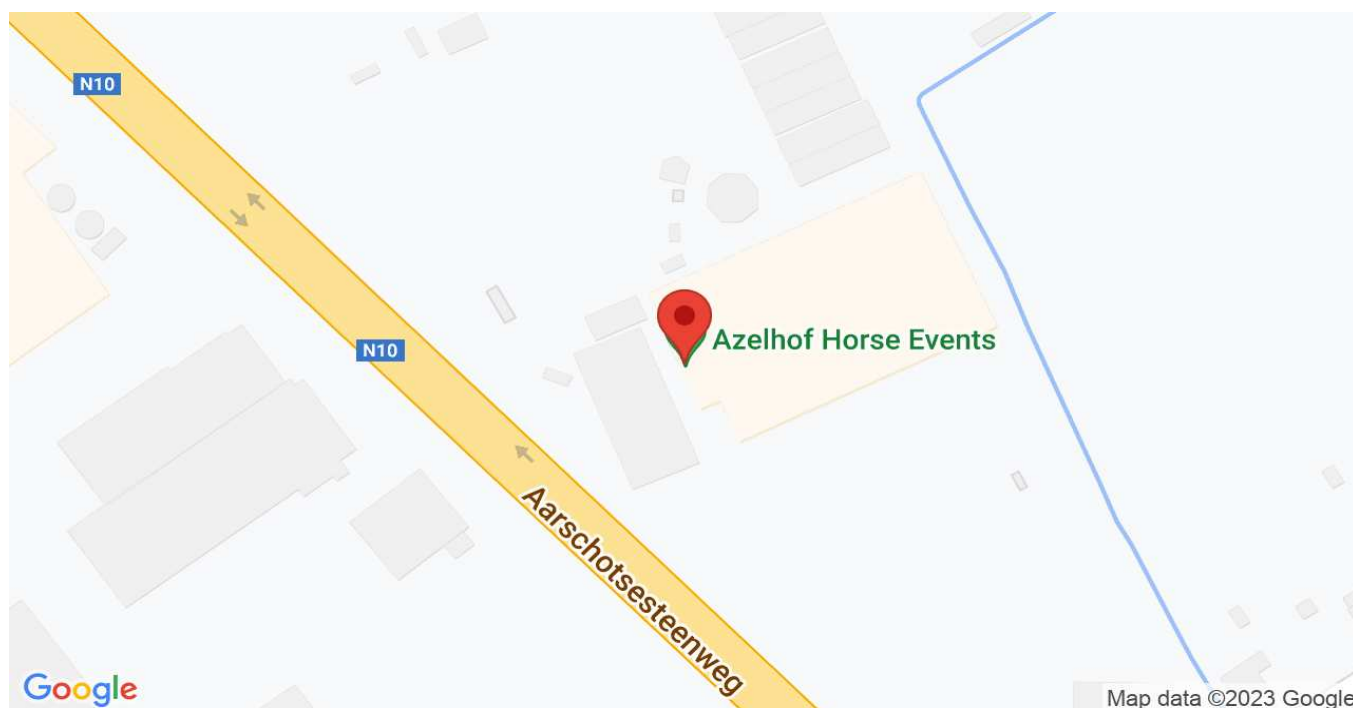 N10
N10
Azelhof Horse Events
Aarschotsesteenweg
Google
Map data ©2023 Google